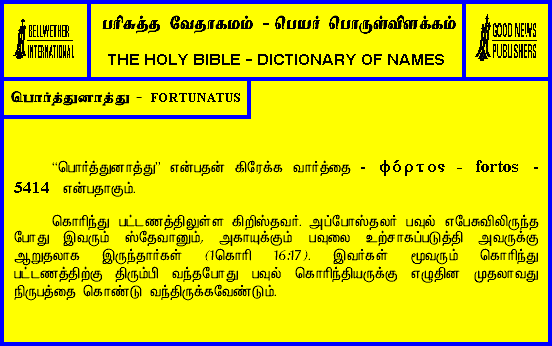 BELLWETHER
INTERNATIONAL
பரிசுத்த வேதாகமம் - பெயர் பொருள்விளக்கம்
THE HOLY BIBLE - DICTIONARY OF NAMES
GOOD NEWS
PUBLISHERS
பொர்த்துனாத்து - FORTUNATUS
“பொர்த்துனாத்து” என்பதன் கிரேக்க வார்த்தை - φόρτος - fortos -
5414 என்பதாகும்.
கொரிந்து பட்டணத்திலுள்ள கிறிஸ்தவர். அப்போஸ்தலர் பவுல் எபேசுவிலிருந்த
போது இவரும் ஸ்தேவானும், அகாயுக்கும் பவுலை உற்சாகப்படுத்தி அவருக்கு
ஆறுதலாக இருந்தார்கள் (1கொரி 16:17). இவர்கள் மூவரும் கொரிந்து
பட்டணத்திற்கு திரும்பி வந்தபோது பவுல் கொரிந்தியருக்கு எழுதின முதலாவது
நிருபத்தை கொண்டு வந்திருக்கவேண்டும்.